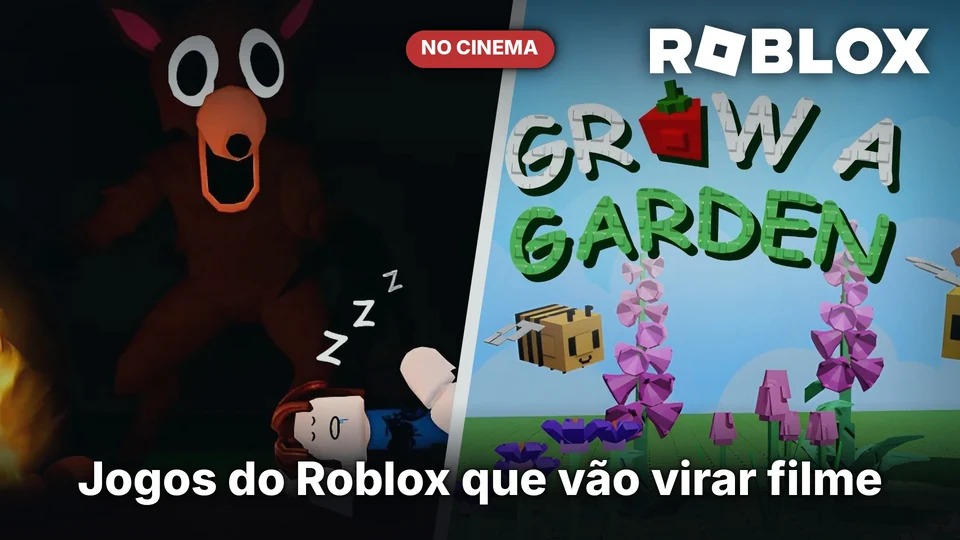 NO CINEMA
ROBLOX
GROW A
GARDEN
Z
Z
Z
Jogos do Roblox que vão virar filme